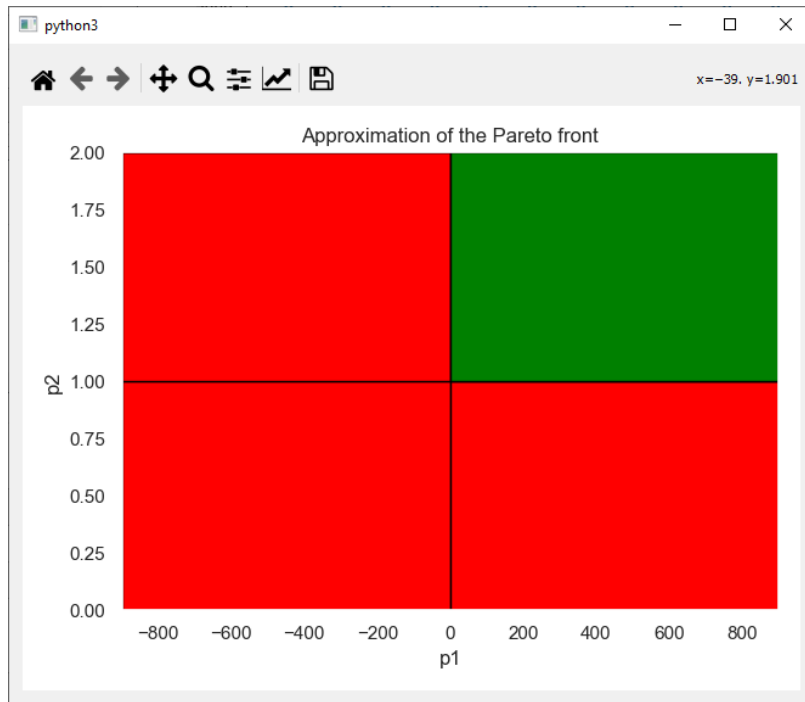 python3
x=−39. y=1.901
Approximation of the Pareto front
2.00
1.75
1.50
1.25
1.00
0.75
0.50
0.25
0.00
p2
−800 −600 −400 −200 0 200 400 600 800
p1